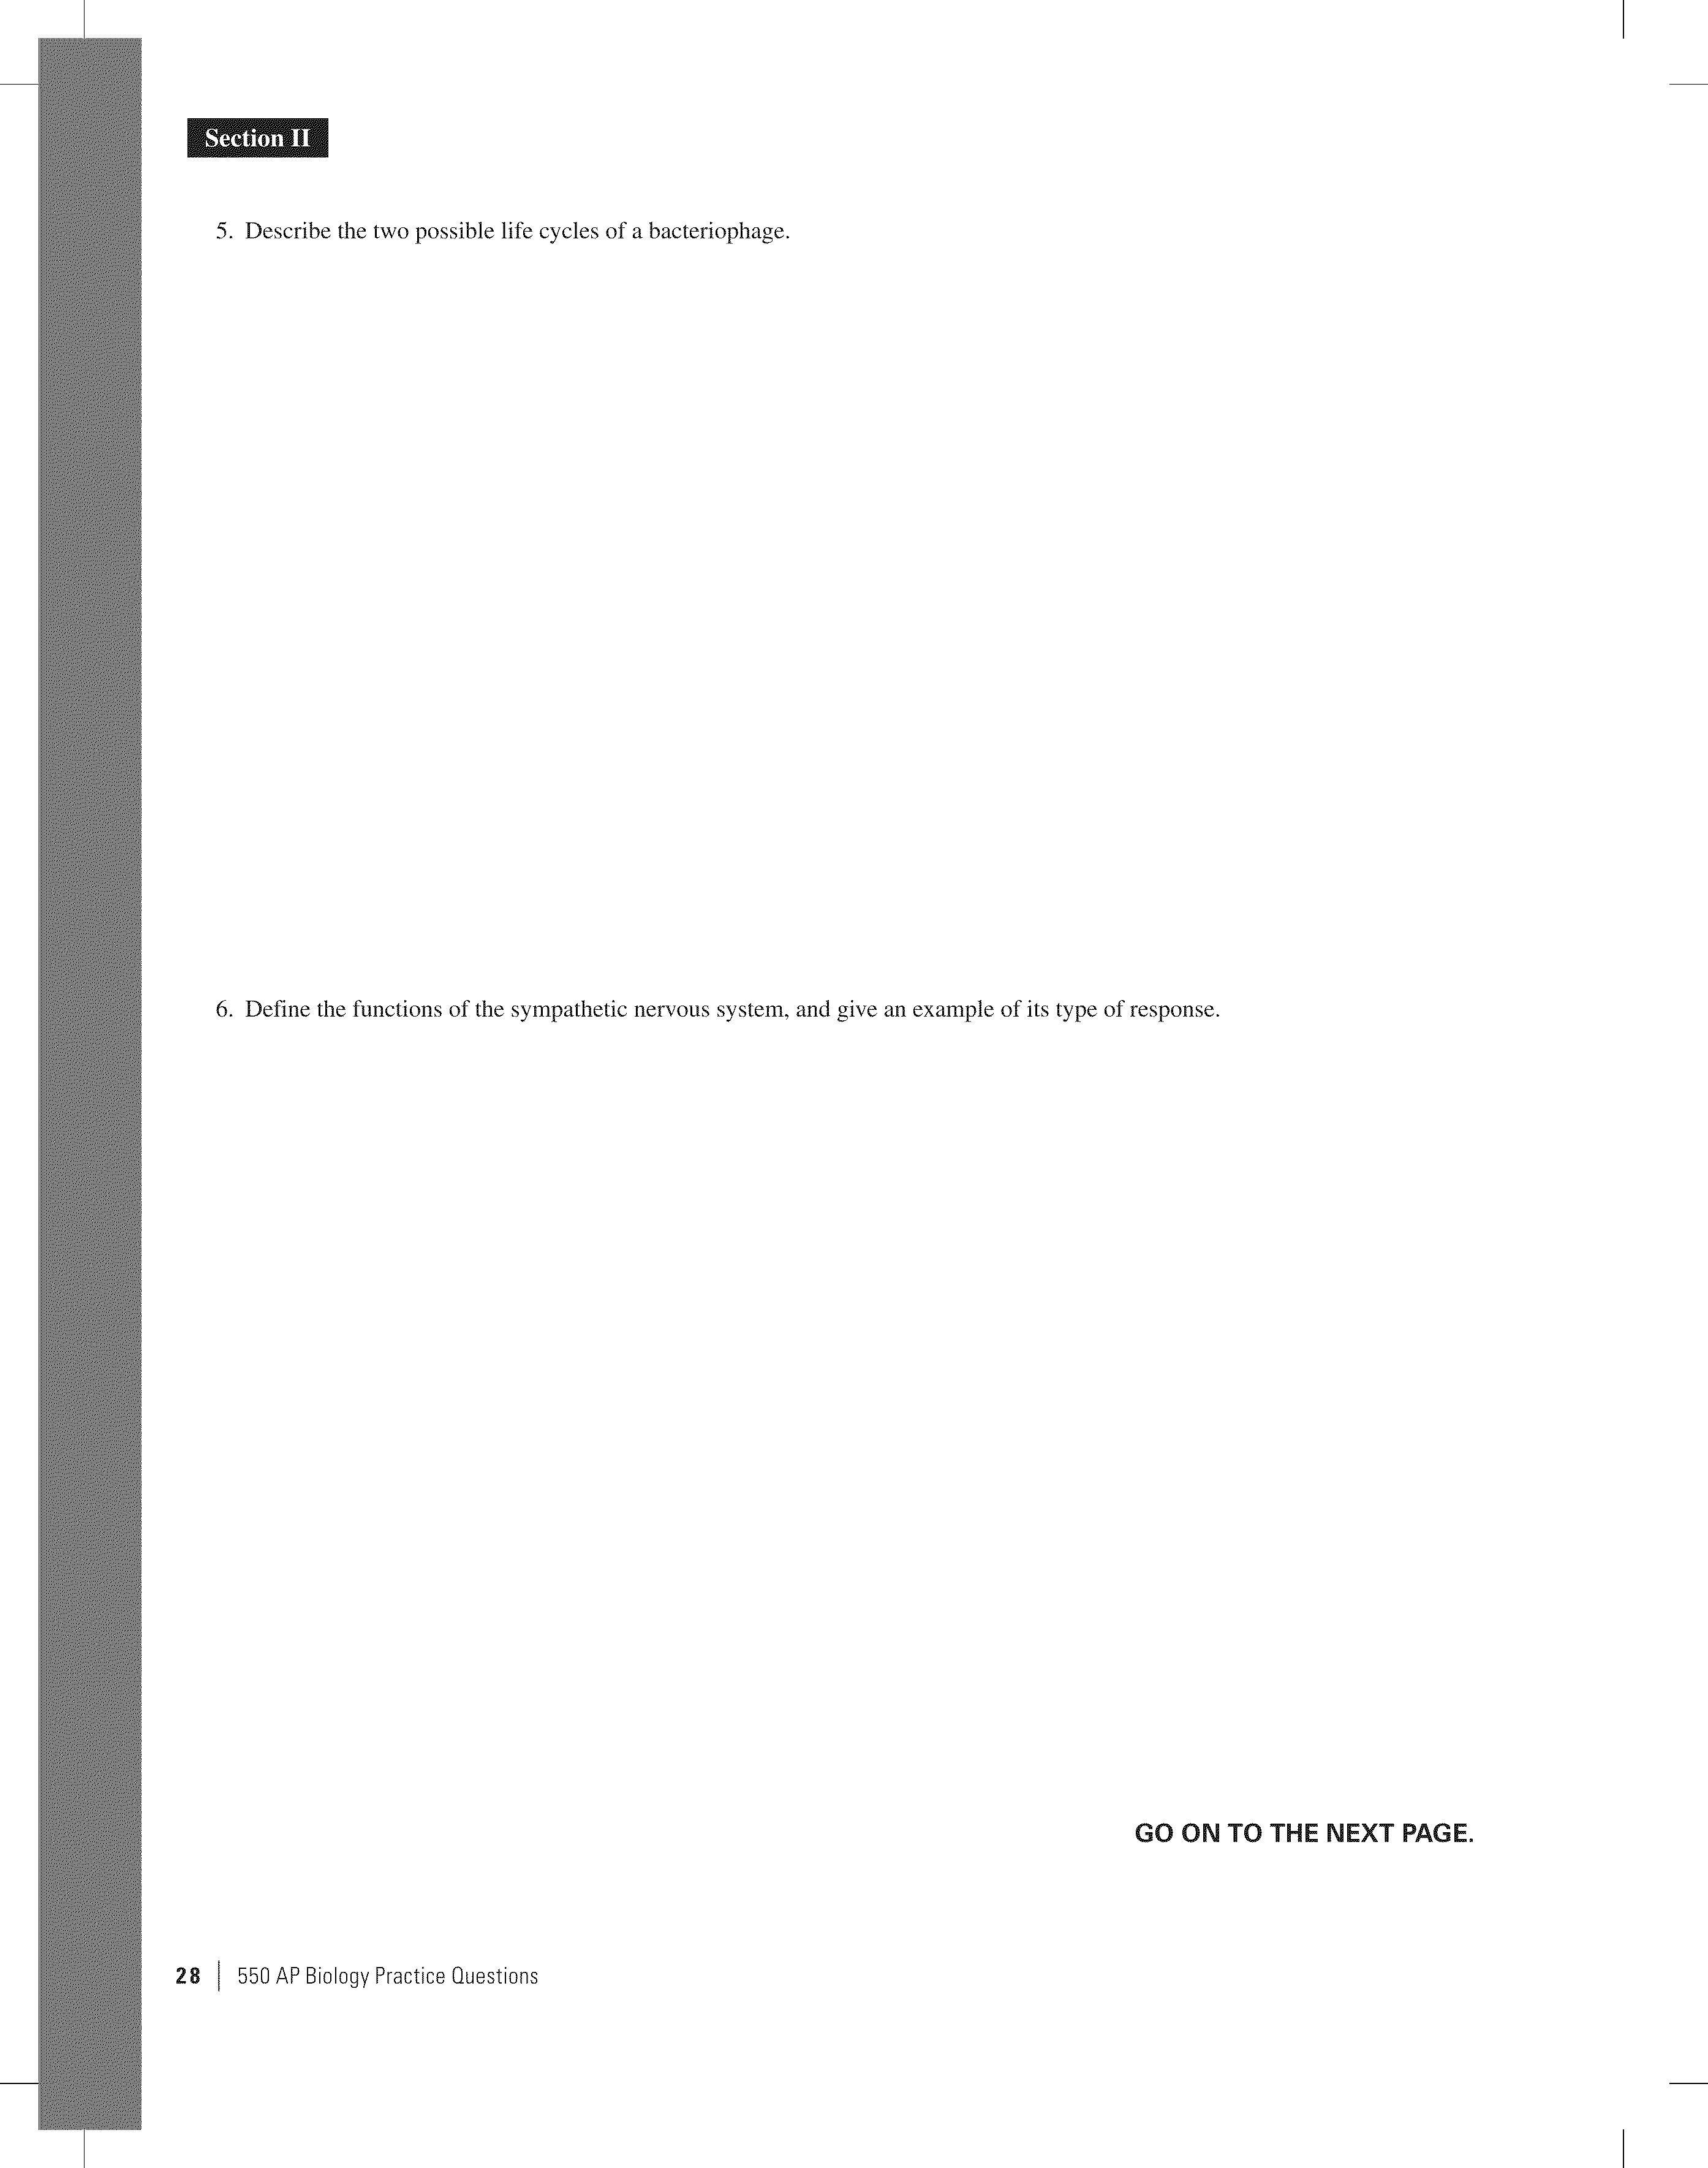 Section II
5. Describe the two possible life cycles of a bacteriophage.
6. Define the functions of the sympathetic nervous system, and give an example of its type of response.
GO ON TO THE NEXT PAGE.
28 | 550 AP Biology Practice Questions